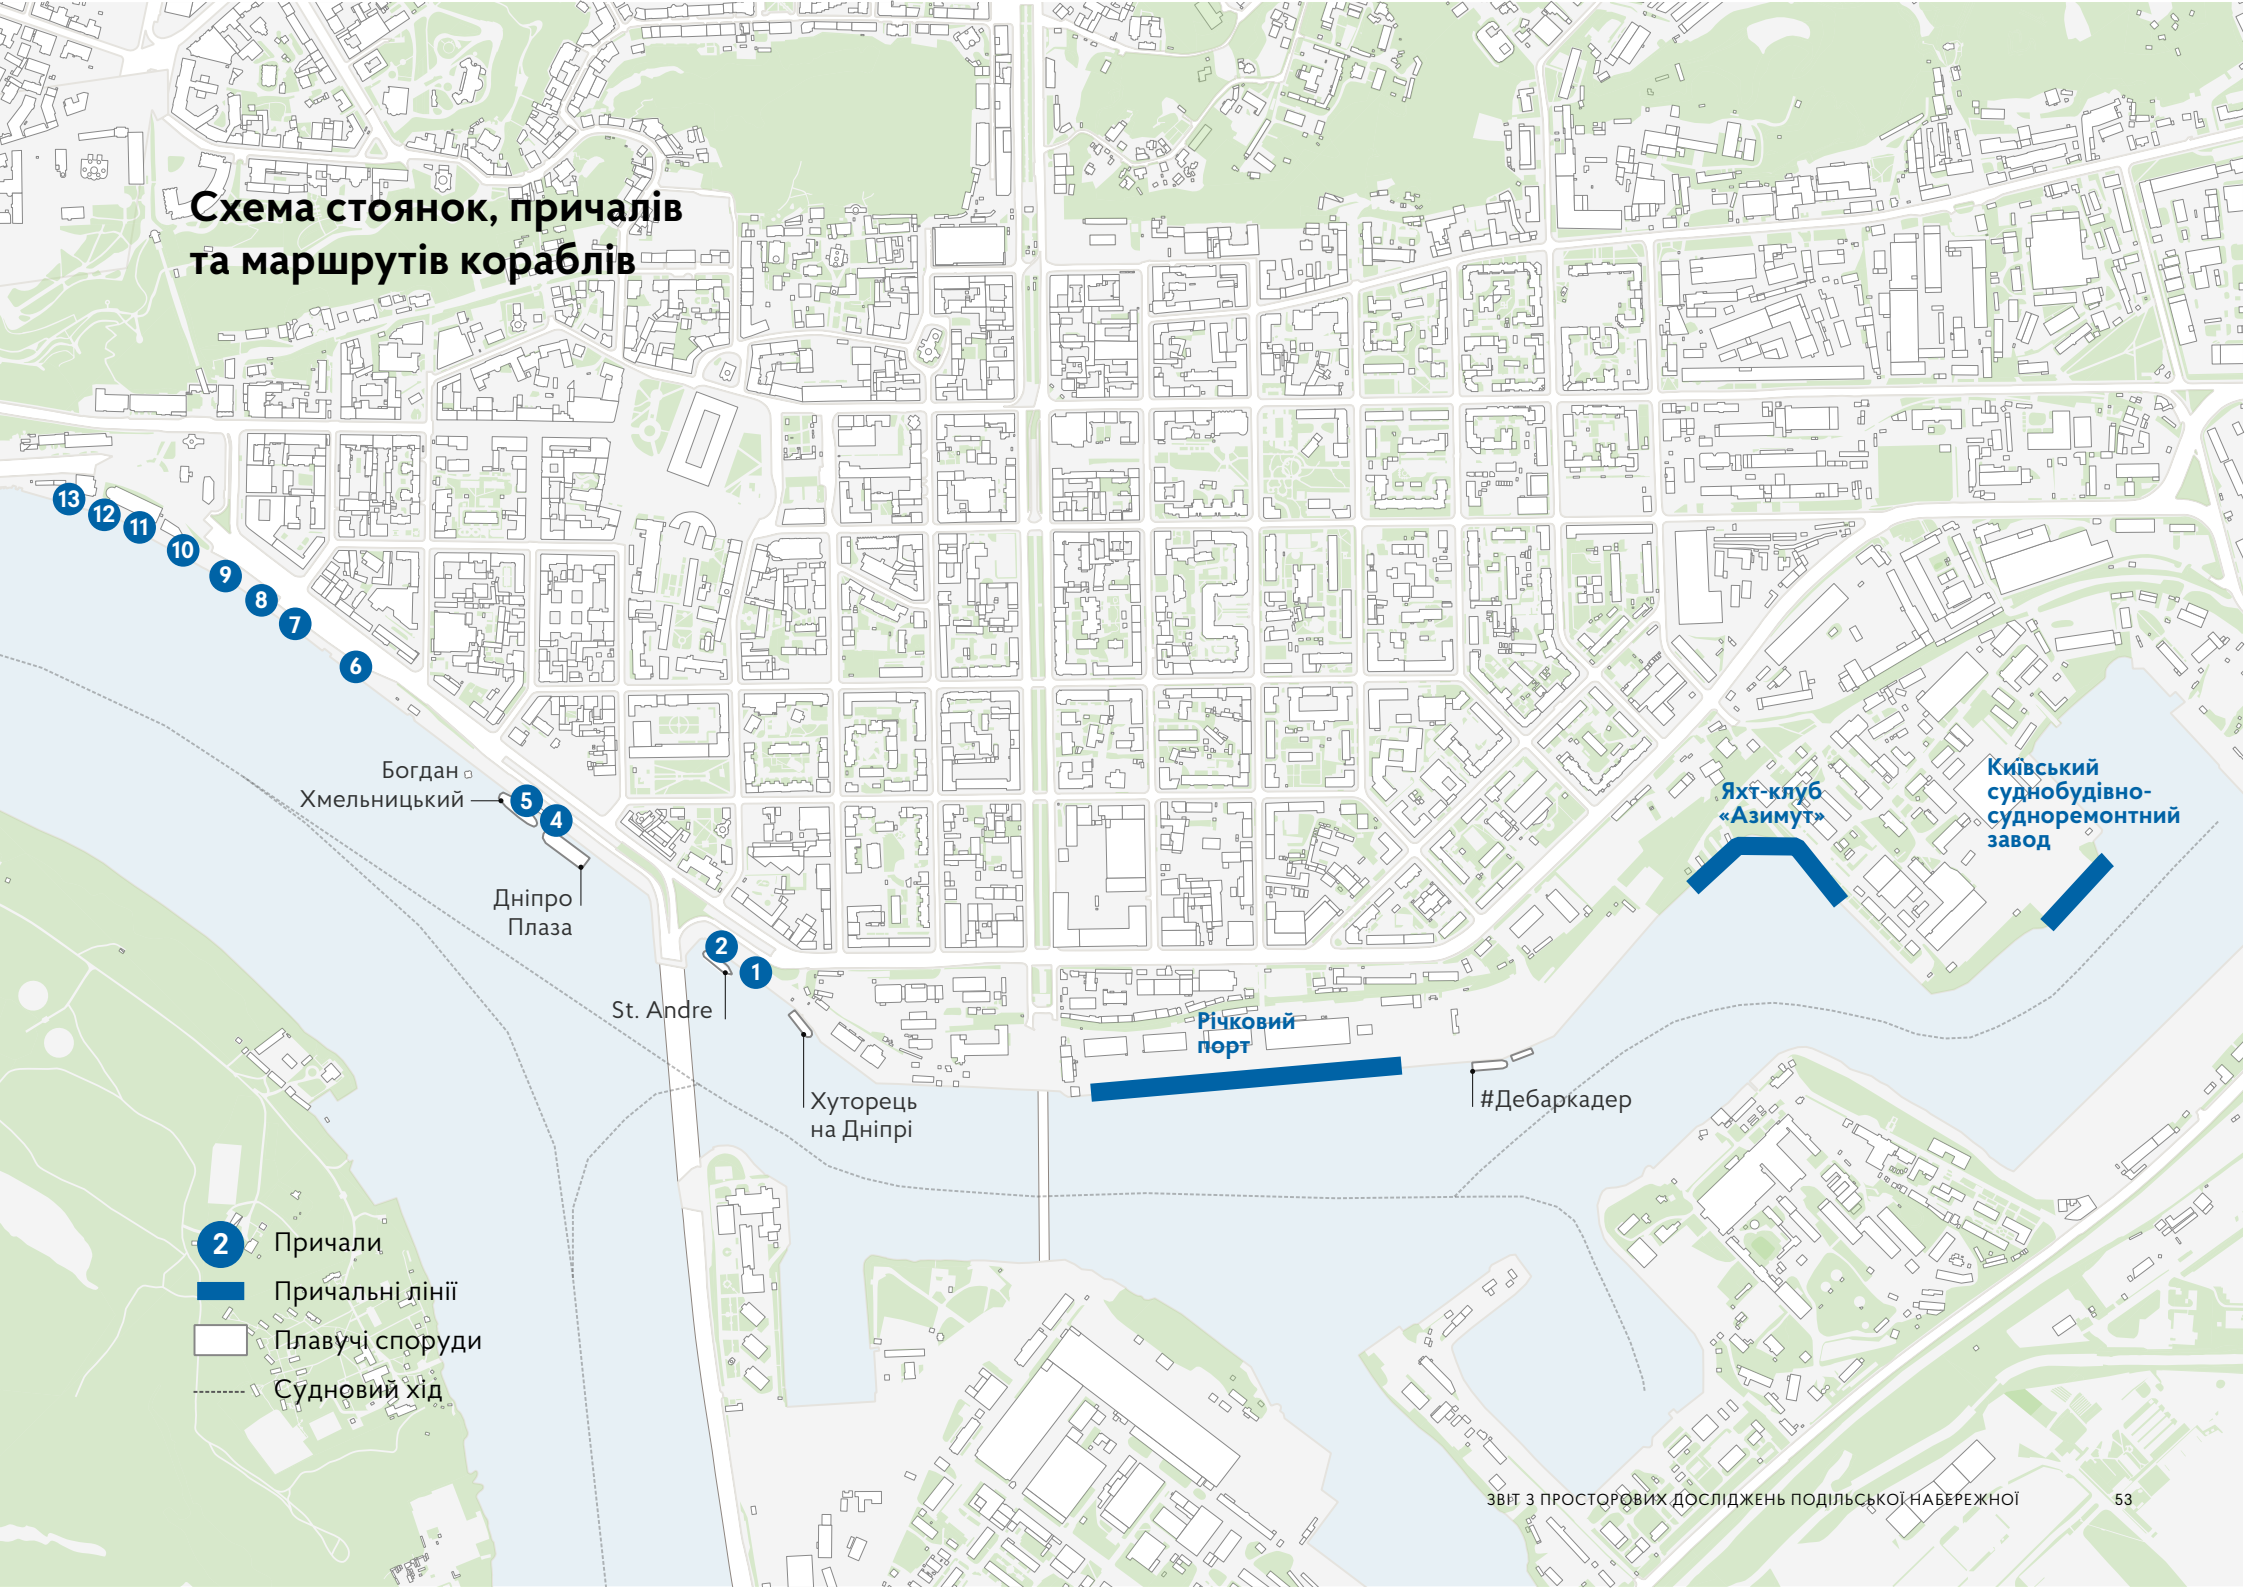 Схема стоянок, причалів
та маршрутів кораблів
13
12
11
10
9
8
7
6
Богдан
Хмельницький
5
4
Дніпро
Плаза
2
1
St. Andre
Хуторець
на Дніпрі
Річковий
порт
#Дебаркадер
Яхт-клуб
«Азимут»
Київський
суднобудівно-
судноремонтний
завод
2
Причали
Причальні лінії
Плавучі споруди
Судновий хід
ЗВІТ З ПРОСТОРОВИХ ДОСЛІДЖЕНЬ ПОДІЛЬСЬКОЇ НАБЕРЕЖНОЇ 53